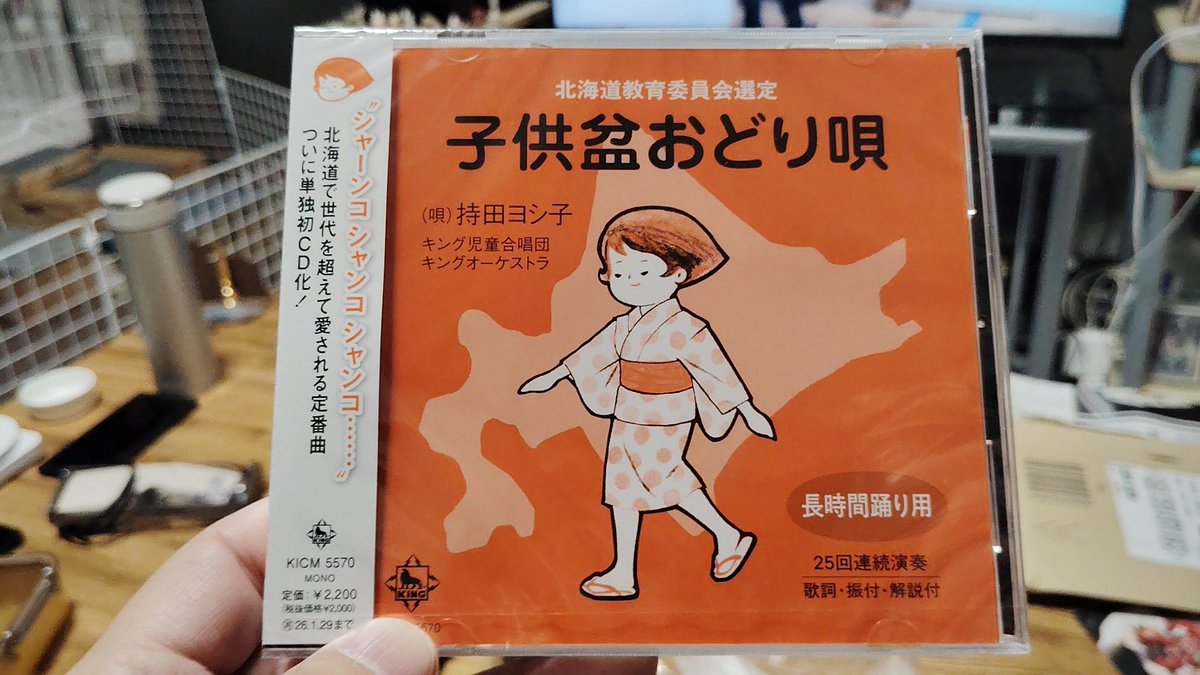 "シャーンコ シャンコ シャンコ……"
北海道で世代を超えて愛される定番曲
ついに単独初CD化!
KICM 5570
MONO
定価:¥2,200
(税抜価格¥2,000)
26.1.29まで
北海道教育委員会選定
子供盆おどり唄
(唄)持田ヨシ子
キング児童合唱団
キングオーケストラ
長時間踊り用
25回連続演奏
歌詞・振付・解説付
KING
5570